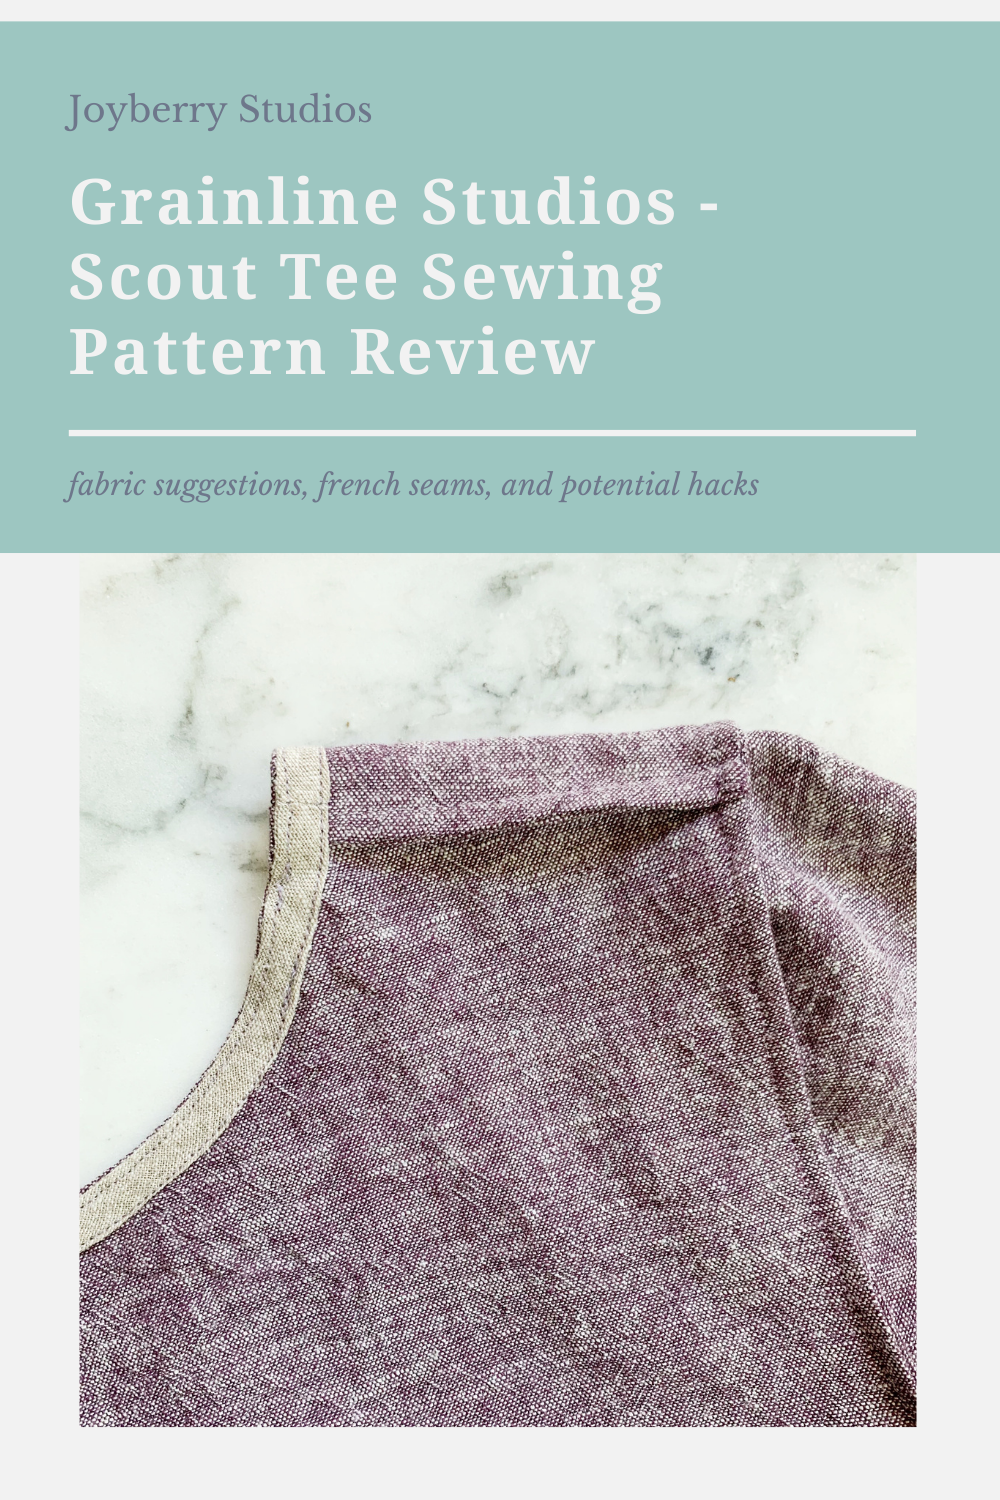 Joyberry Studios
Grainline Studios -
Scout Tee Sewing
Pattern Review
fabric suggestions, french seams, and potential hacks